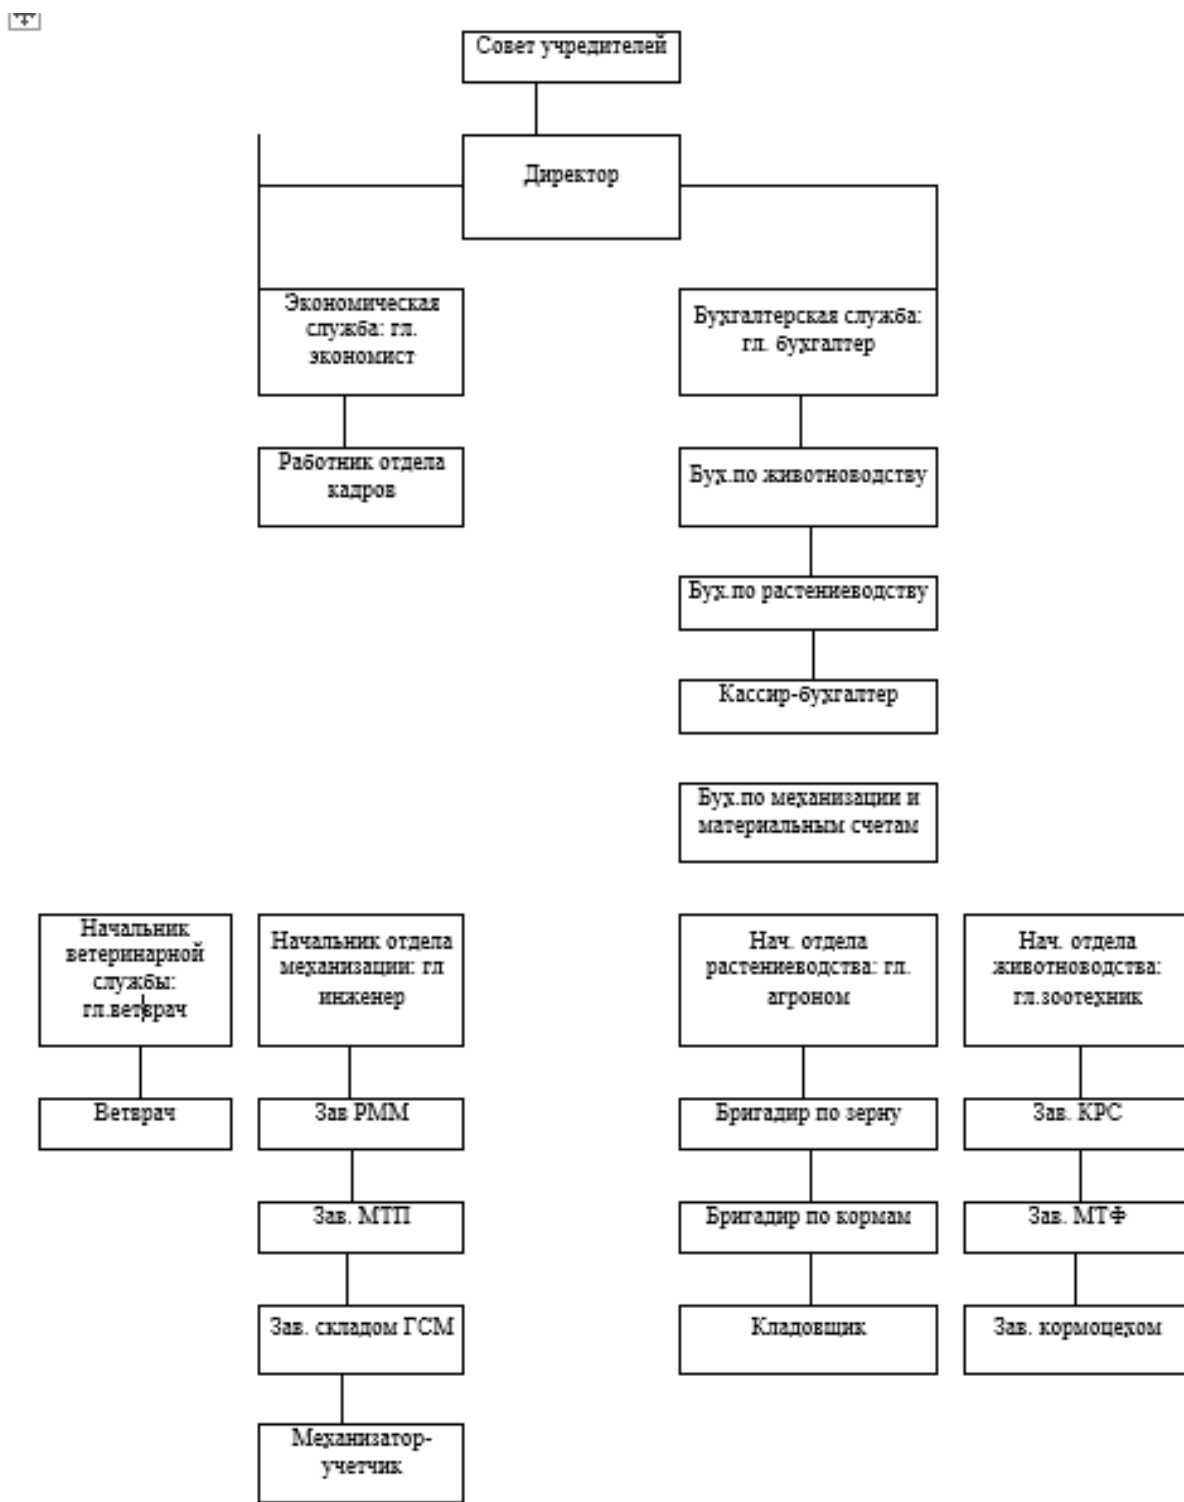 Совет учредителей
Директор
Экономическая
служба: гл.
экономист
Бухгалтерская служба:
гл. бухгалтер
Работник отдела
кадров
Бух.по животноводству
Бух.по растениеводству
Кассир-бухгалтер
Бух.по механизации и
материальным счетам
Начальник
ветеринарной
службы:
гл.ветврач
Начальник отдела
механизации: гл
инженер
Нач. отдела
растениеводства: гл.
агроном
Нач. отдела
животноводства:
гл.зоотехник
Ветврач
Зав РММ
Бригадир по зерну
Зав. КРС
Зав. МТП
Бригадир по кормам
Зав. МТФ
Зав. складом ГСМ
Кладовщик
Зав. кормоцехом
Механизатор-
учетчик